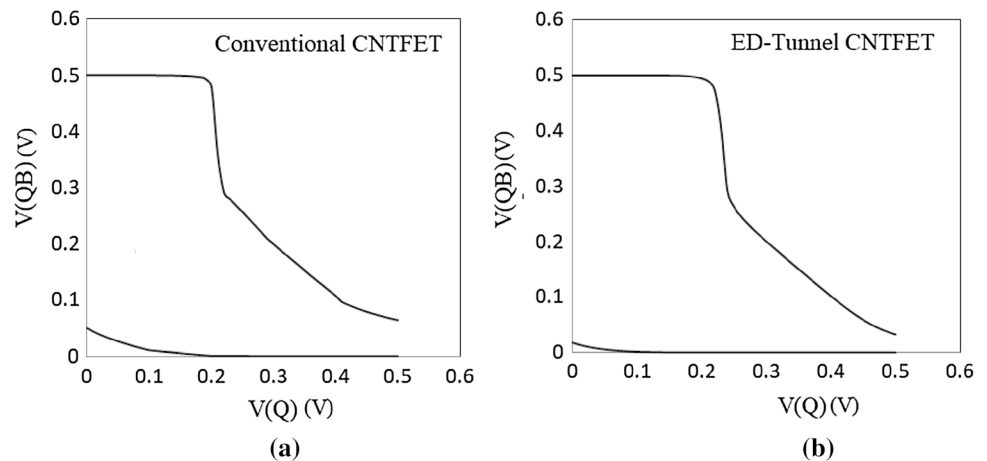 Conventional CNTFET
V(QB) (V)
0.6
0.5
0.4
0.3
0.2
0.1
0
0 0.1 0.2 0.3 0.4 0.5 0.6
V(Q) (V)
(a)
ED-Tunnel CNTFET
V(QB)(V)
0.6
0.5
0.4
0.3
0.2
0.1
0
0 0.1 0.2 0.3 0.4 0.5 0.6
V(Q) (V)
(b)